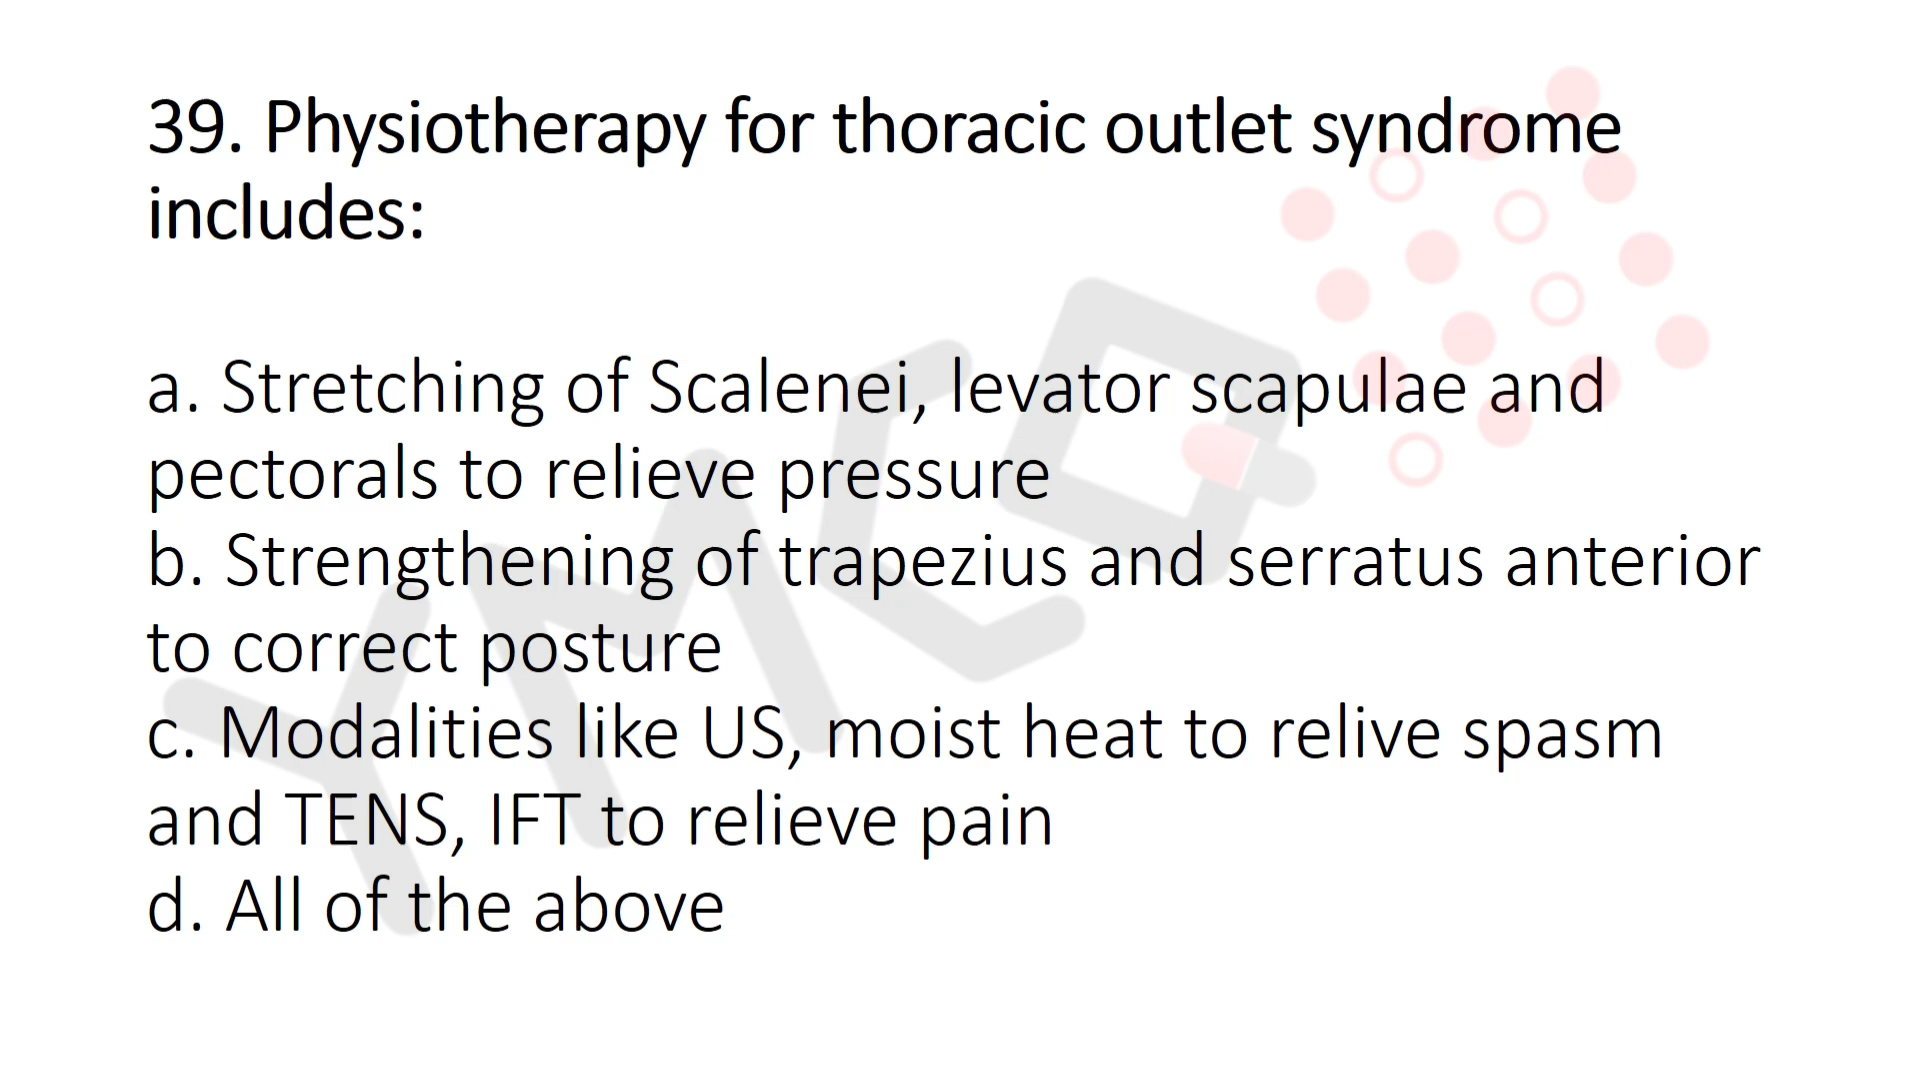 39. Physiotherapy for thoracic outlet syndrome
includes:
a. Stretching of Scalenei, levator scapulae and
pectorals to relieve pressure
b. Strengthening of trapezius and serratus anterior
to correct posture
c. Modalities like US, moist heat to relive spasm
and TENS, IFT to relieve pain
d. All of the above
YMCQ